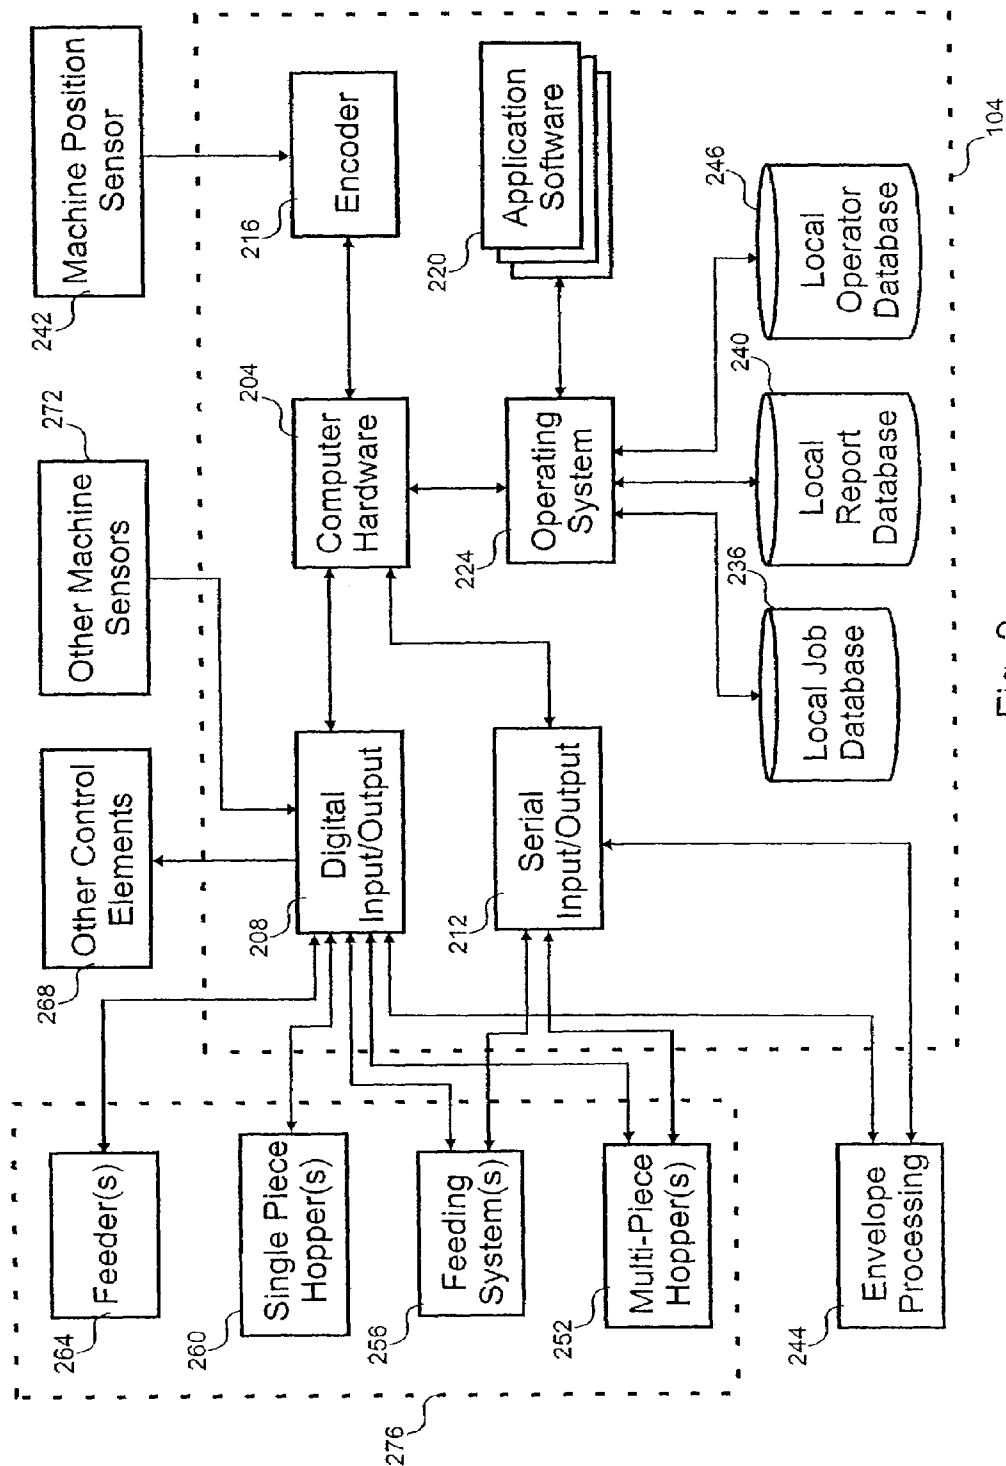 Machine Position
Sensor
242
Other Machine
Sensors
272
Other Control
Elements
268
Feeder(s)
264
Single Piece
Hopper(s)
260
Feeding
System(s)
256
Multi-Piece
Hopper(s)
252
276
Envelope
Processing
244
Encoder
216
Computer
Hardware
204
Digital
Input/Output
208
Serial
Input/Output
212
Application
Software
220
Operating
System
224
Local
Operator
Database
246
Local
Report
Database
240
Local Job
Database
236
104